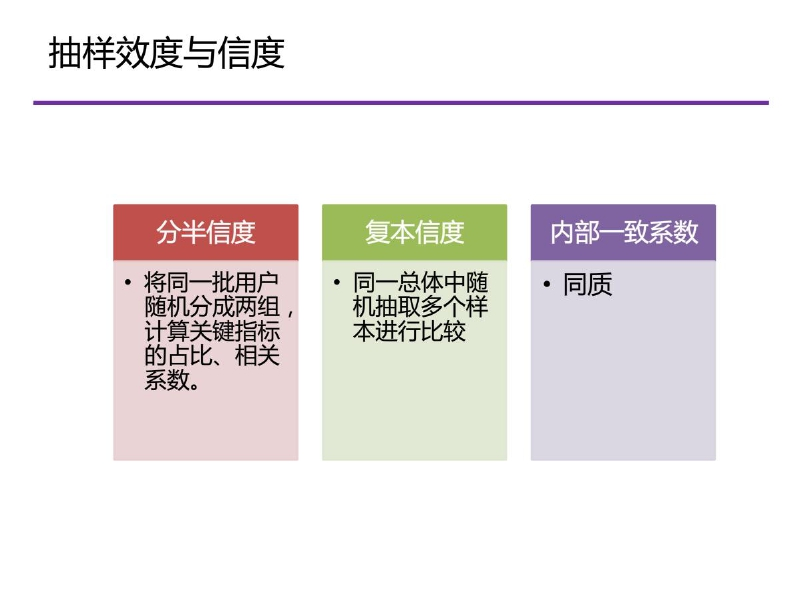 抽样效度与信度
分半信度
• 将同一批用户
随机分成两组，
计算关键指标
的占比、相关
系数。
复本信度
• 同一总体中随
机抽取多个样
本进行比较
内部一致系数
• 同质